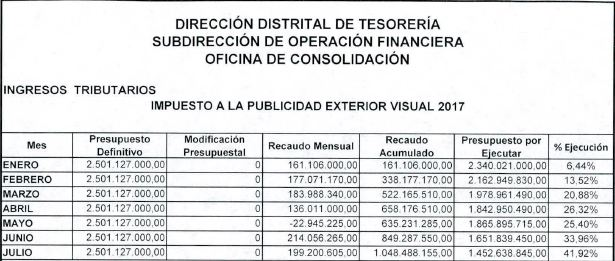 DIRECCIÓN DISTRITAL DE TESORERÍA
SUBDIRECCIÓN DE OPERACIÓN FINANCIERA
OFICINA DE CONSOLIDACIÓN
INGRESOS TRIBUTARIOS
IMPUESTO A LA PUBLICIDAD EXTERIOR VISUAL 2017
Mes Presupuesto Definitivo Modificación Presupuestal Recaudo Mensual Recaudo Acumulado Presupuesto por Ejecutar % Ejecución
ENERO 2.501.127.000,00 0 161.106.000,00 161.106.000,00 2.340.021.000,00 6,44%
FEBRERO 2.501.127.000,00 0 177.071.170,00 338.177.170,00 2.162.949.830,00 13,52%
MARZO 2.501.127.000,00 0 183.988.340,00 522.165.510,00 1.978.961.490,00 20,88%
ABRIL 2.501.127.000,00 0 136.011.000,00 658.176.510,00 1.842.950.490,00 26,32%
MAYO 2.501.127.000,00 0 -22.945.225,00 635.231.285,00 1.865.895.715,00 25,40%
JUNIO 2.501.127.000,00 0 214.056.265,00 849.287.550,00 1.651.839.450,00 33,96%
JULIO 2.501.127.000,00 0 199.200.605,00 1.048.488.155,00 1.452.638.845,00 41,92%